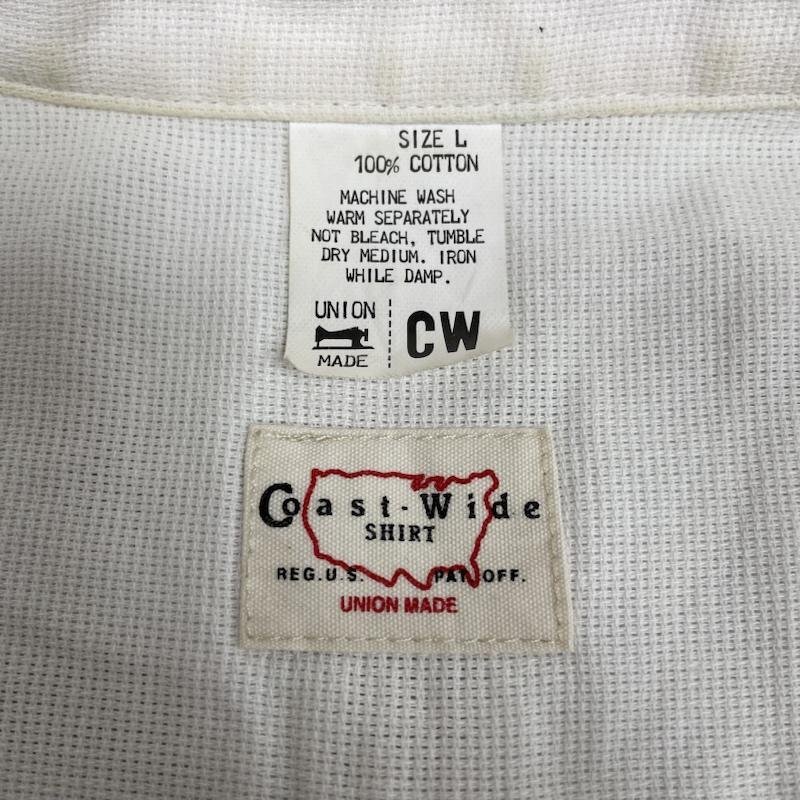 SIZE L
100% COTTON
MACHINE WASH
WARM SEPARATELY
NOT BLEACH, TUMBLE
DRY MEDIUM. IRON
WHILE DAMP.
UNION
MADE
CW
Coast-Wide
SHIRT
REG.U.S. PAT.OFF.
UNION MADE